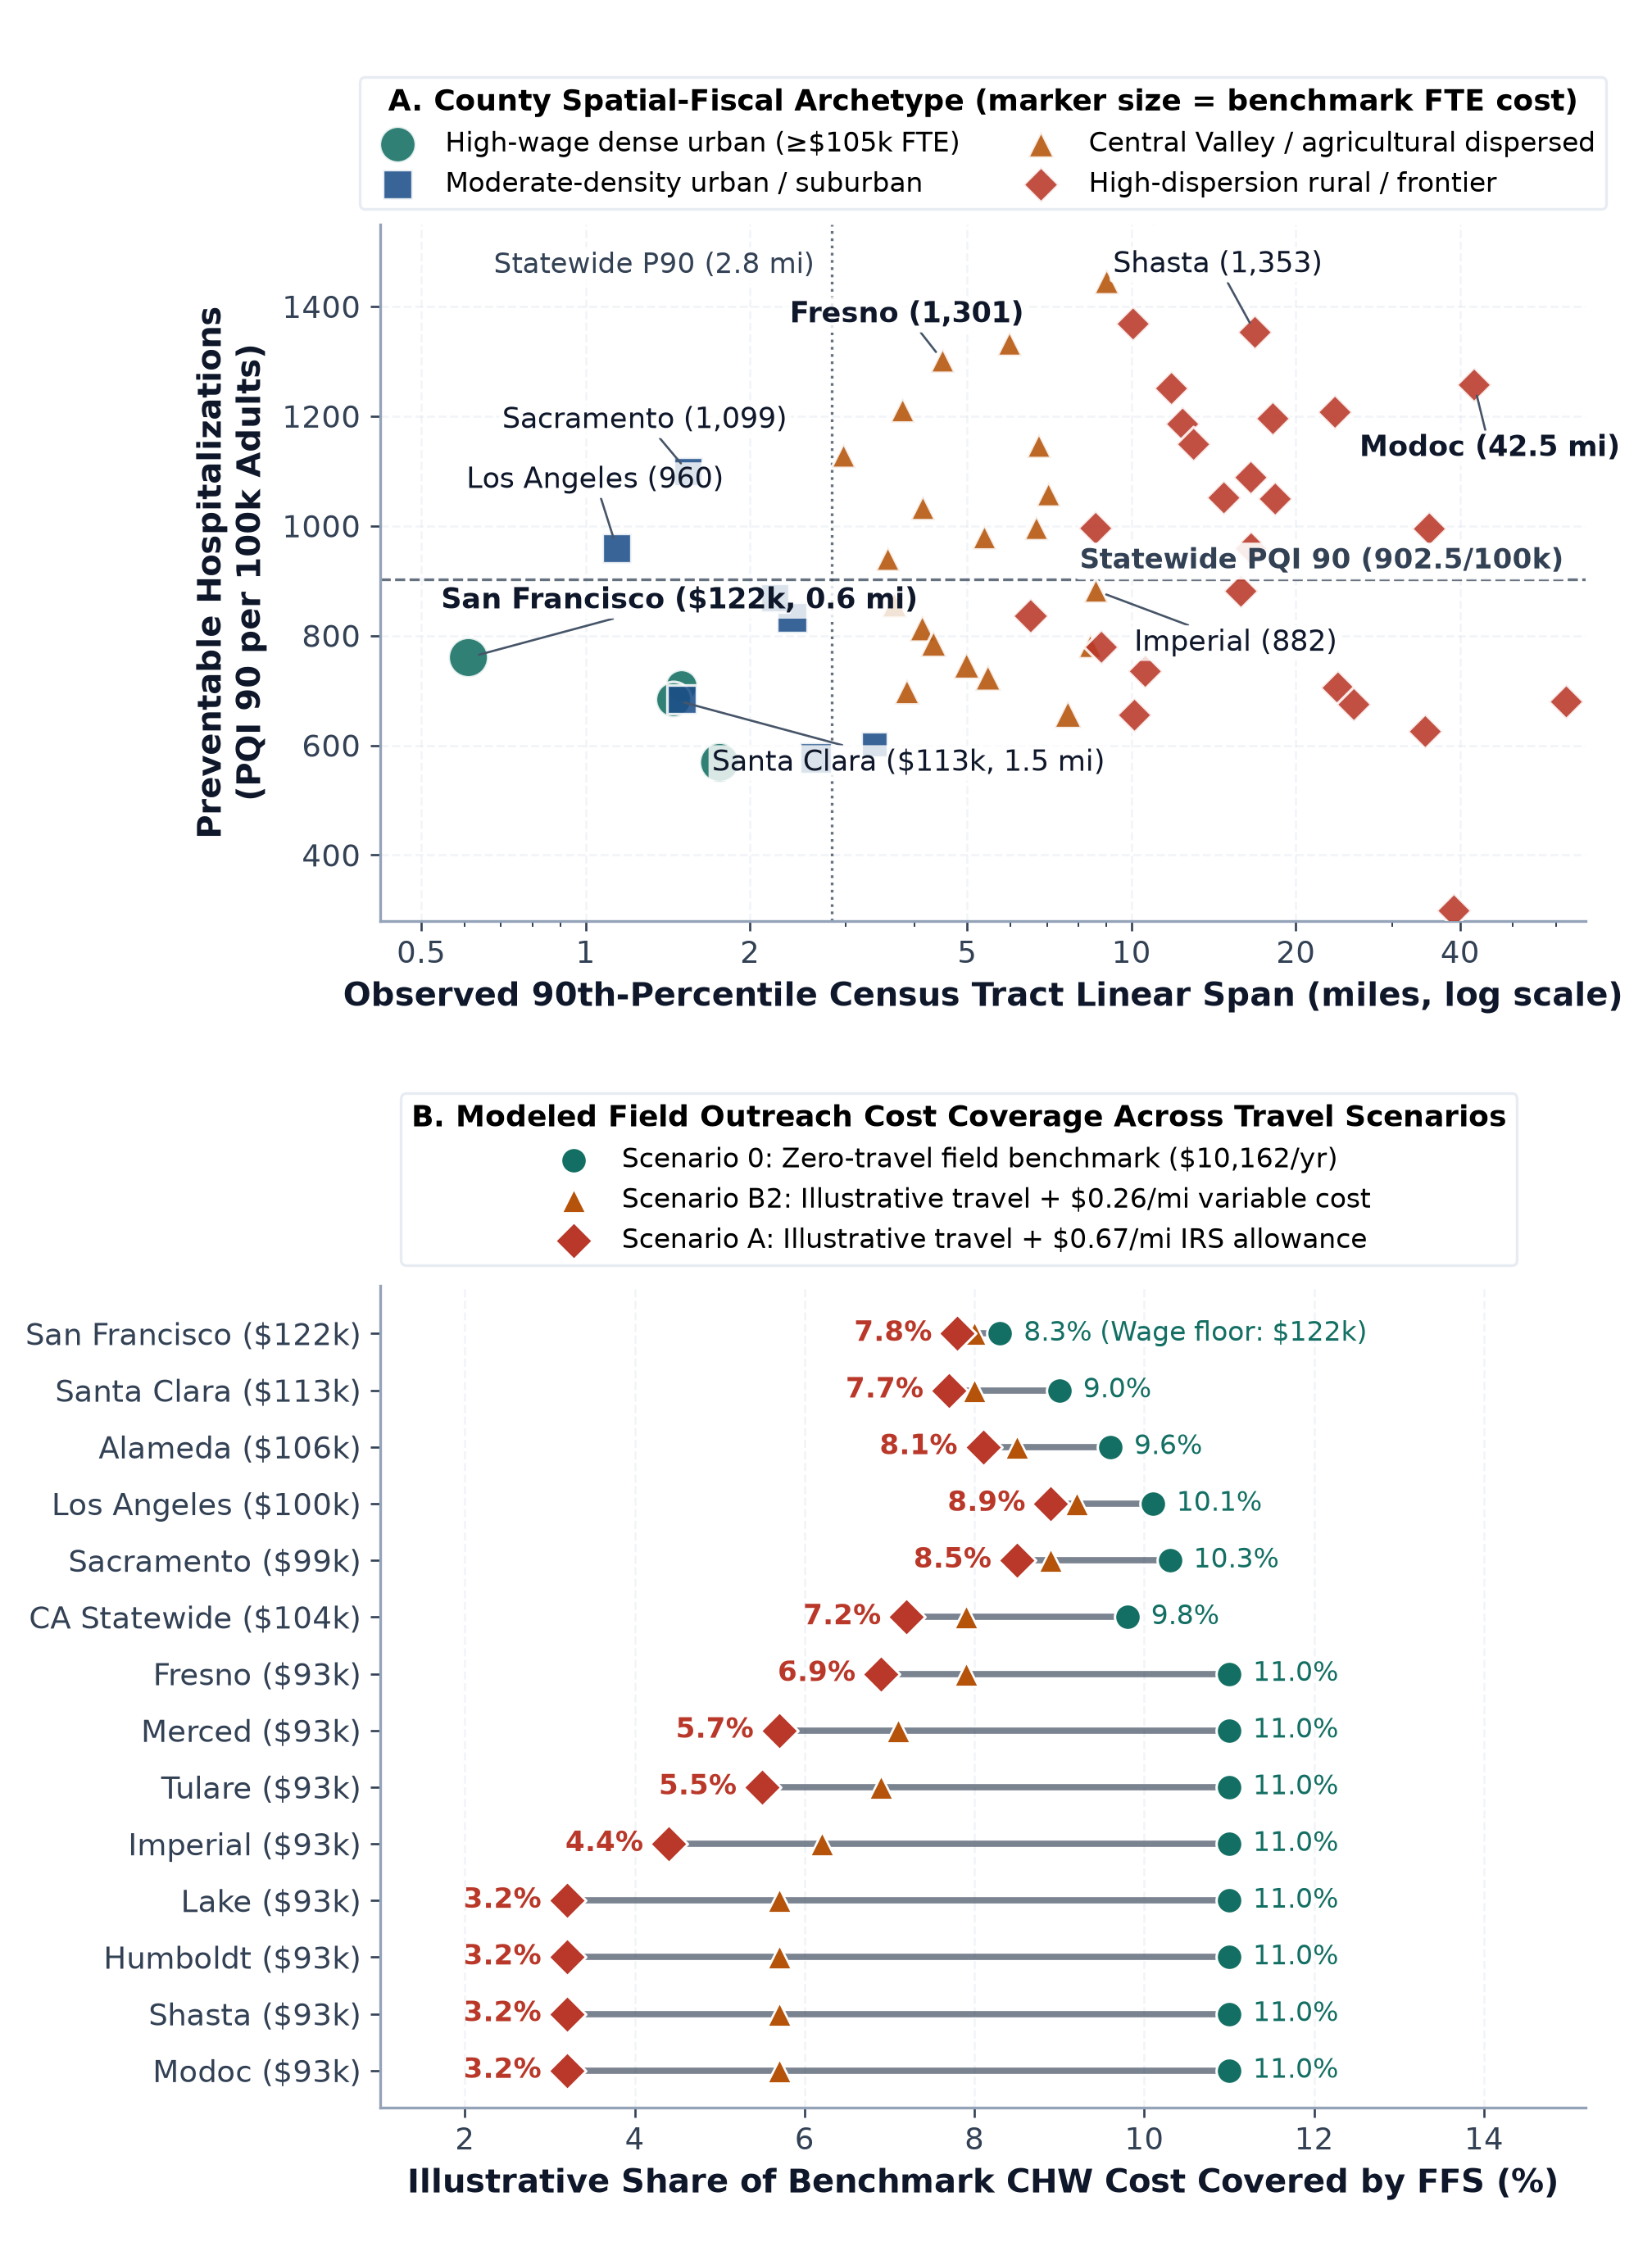 A. County Spatial-Fiscal Archetype (marker size = benchmark FTE cost)
High-wage dense urban (≥$105k FTE)
Central Valley / agricultural dispersed
Moderate-density urban / suburban
High-dispersion rural / frontier
Statewide P90 (2.8 mi)
Shasta (1,353)
Fresno (1,301)
Sacramento (1,099)
Modoc (42.5 mi)
Los Angeles (960)
Statewide PQI 90 (902.5/100k)
San Francisco ($122k, 0.6 mi)
Imperial (882)
Santa Clara ($113k, 1.5 mi)
Preventable Hospitalizations
(PQI 90 per 100k Adults)
1400
1200
1000
800
600
400
0.5 1 2 5 10 20 40
Observed 90th-Percentile Census Tract Linear Span (miles, log scale)
B. Modeled Field Outreach Cost Coverage Across Travel Scenarios
Scenario 0: Zero-travel field benchmark ($10,162/yr)
Scenario B2: Illustrative travel + $0.26/mi variable cost
Scenario A: Illustrative travel + $0.67/mi IRS allowance
San Francisco ($122k) 7.8% 8.3% (Wage floor: $122k)
Santa Clara ($113k) 7.7% 9.0%
Alameda ($106k) 8.1% 9.6%
Los Angeles ($100k) 8.9% 10.1%
Sacramento ($99k) 8.5% 10.3%
CA Statewide ($104k) 7.2% 9.8%
Fresno ($93k) 6.9% 11.0%
Merced ($93k) 5.7% 11.0%
Tulare ($93k) 5.5% 11.0%
Imperial ($93k) 4.4% 11.0%
Lake ($93k) 3.2% 11.0%
Humboldt ($93k) 3.2% 11.0%
Shasta ($93k) 3.2% 11.0%
Modoc ($93k) 3.2% 11.0%
2 4 6 8 10 12 14
Illustrative Share of Benchmark CHW Cost Covered by FFS (%)